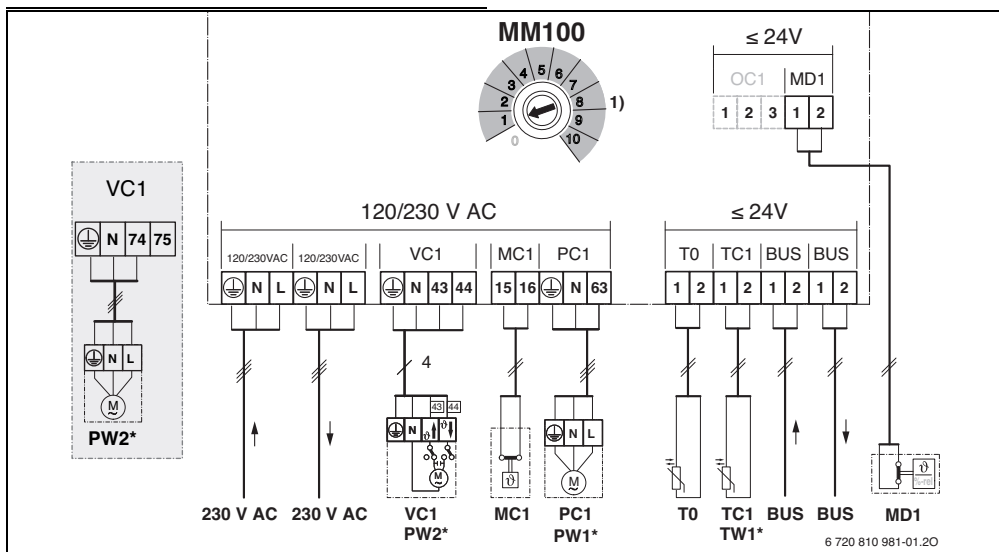 MM100
≤ 24V
OC1 MD1
1 2 3 1 2
0 1 2 3 4 5 6 7 8 9 10
1)
VC1
N 74 75
N L
M
~
PW2*
120/230 V AC
≤ 24V
120/230VAC 120/230VAC VC1 MC1 PC1 T0 TC1 BUS BUS
N L N L N 43 44 15 16 N 63 1 2 1 2 1 2 1 2
4
43 44
N ϑ ϑ
M
~
ϑ
N L
M
~
ϑ
%-rel
230 V AC 230 V AC VC1 MC1 PC1 T0 TC1 BUS BUS MD1
PW2* PW1* TW1*
6 720 810 981-01.2O